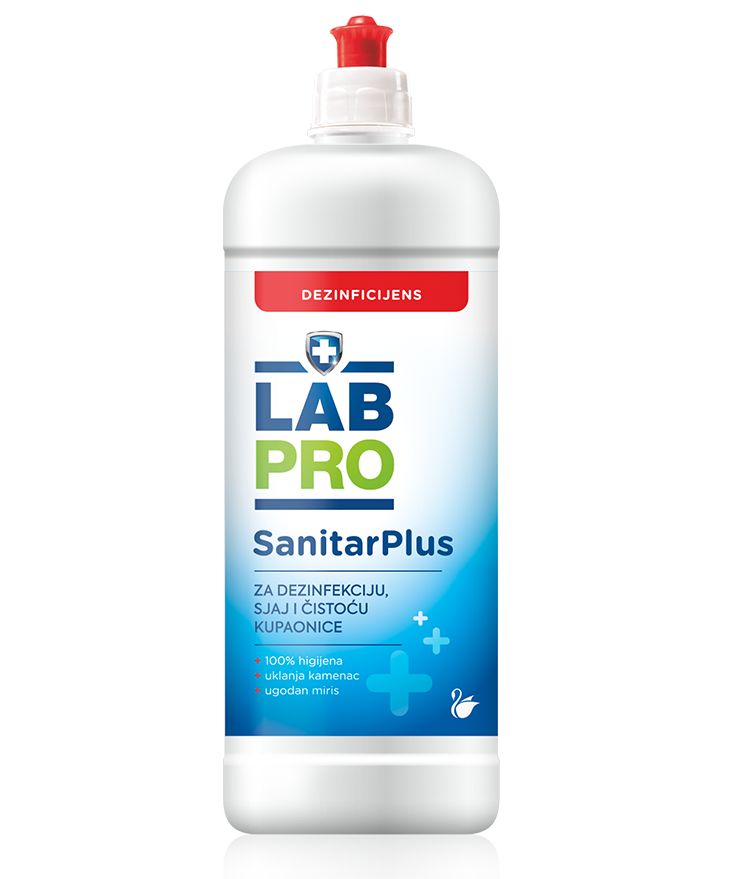 DEZINFICIJENS
LAB
PRO
SanitarPlus
ZA DEZINFEKCIJU,
SJAJ I ČISTOĆU
KUPAONICE
+ 100% higijena
+ uklanja kamenac
+ ugodan miris